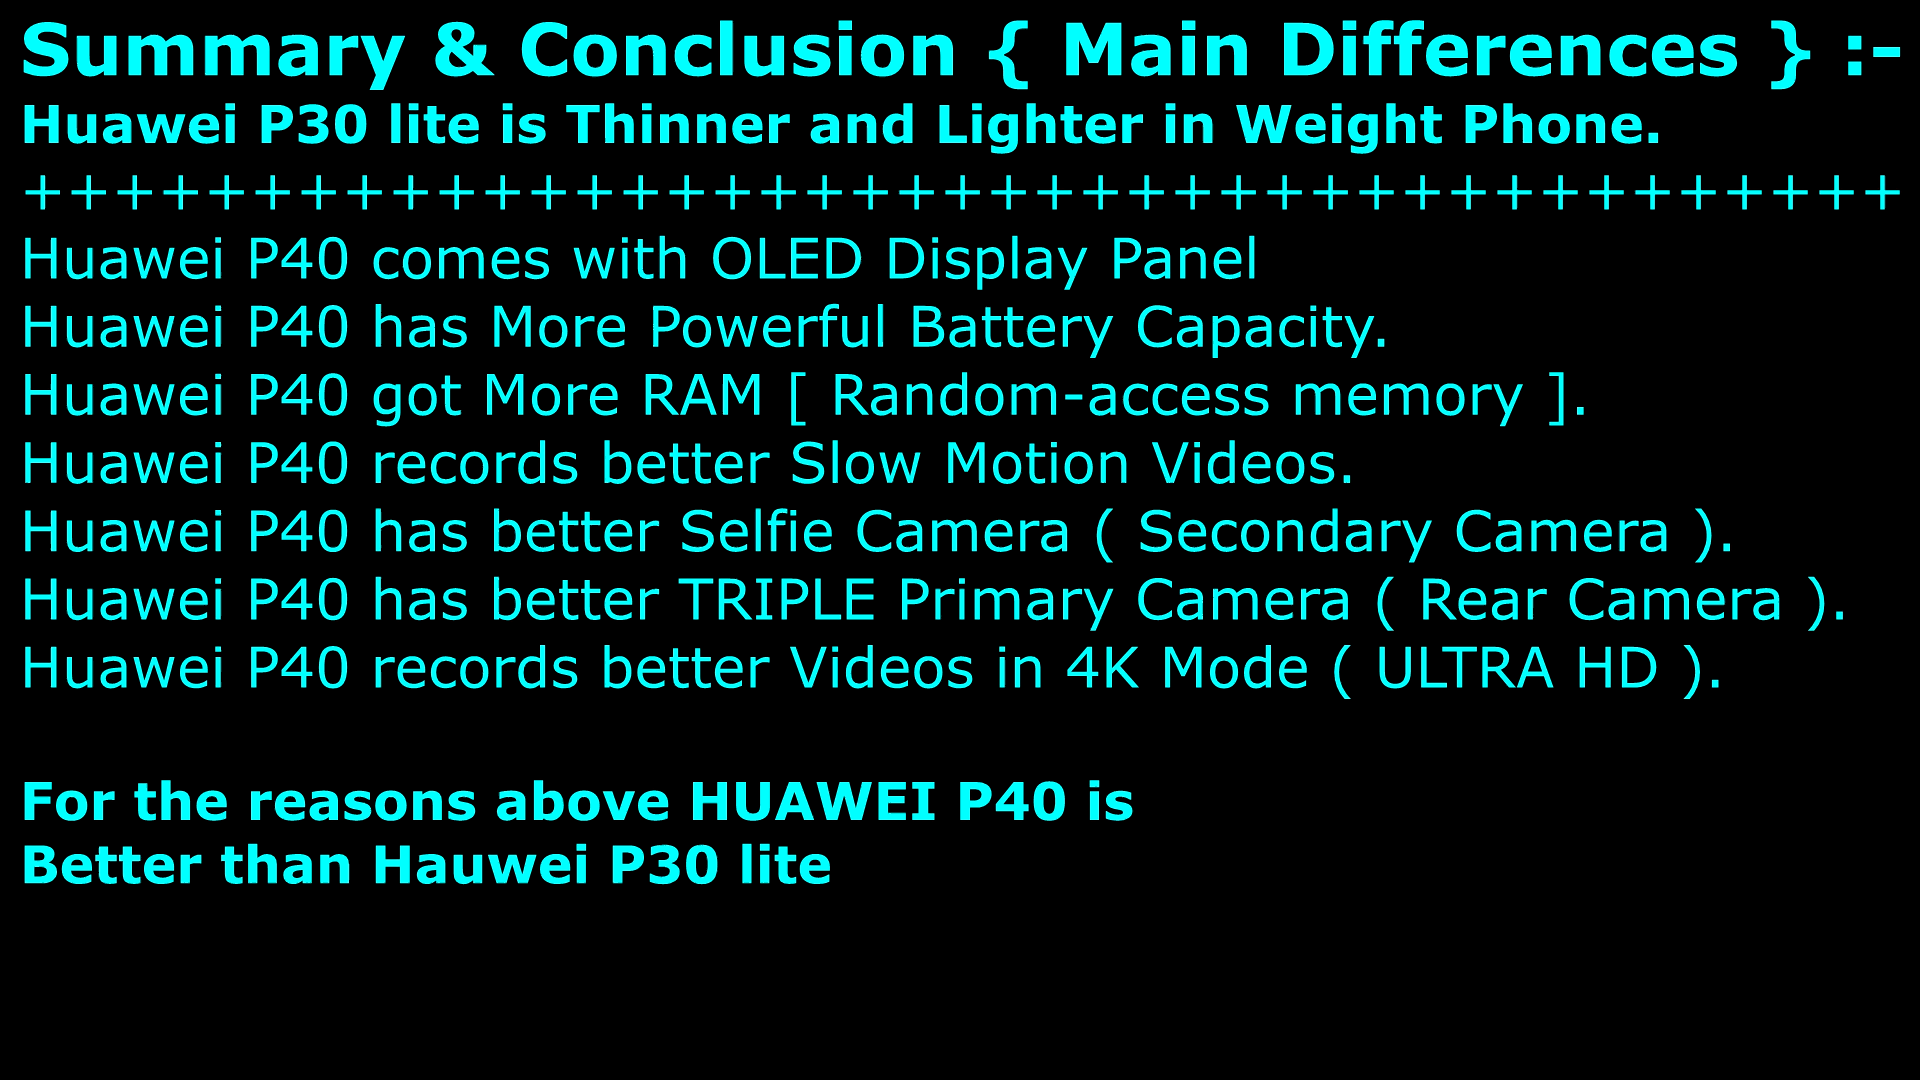 Summary & Conclusion { Main Differences } :-
Huawei P30 lite is Thinner and Lighter in Weight Phone.
+++++++++++++++++++++++++++++++++++++++++
Huawei P40 comes with OLED Display Panel
Huawei P40 has More Powerful Battery Capacity.
Huawei P40 got More RAM [ Random-access memory ].
Huawei P40 records better Slow Motion Videos.
Huawei P40 has better Selfie Camera ( Secondary Camera ).
Huawei P40 has better TRIPLE Primary Camera ( Rear Camera ).
Huawei P40 records better Videos in 4K Mode ( ULTRA HD ).
For the reasons above HUAWEI P40 is
Better than Hauwei P30 lite